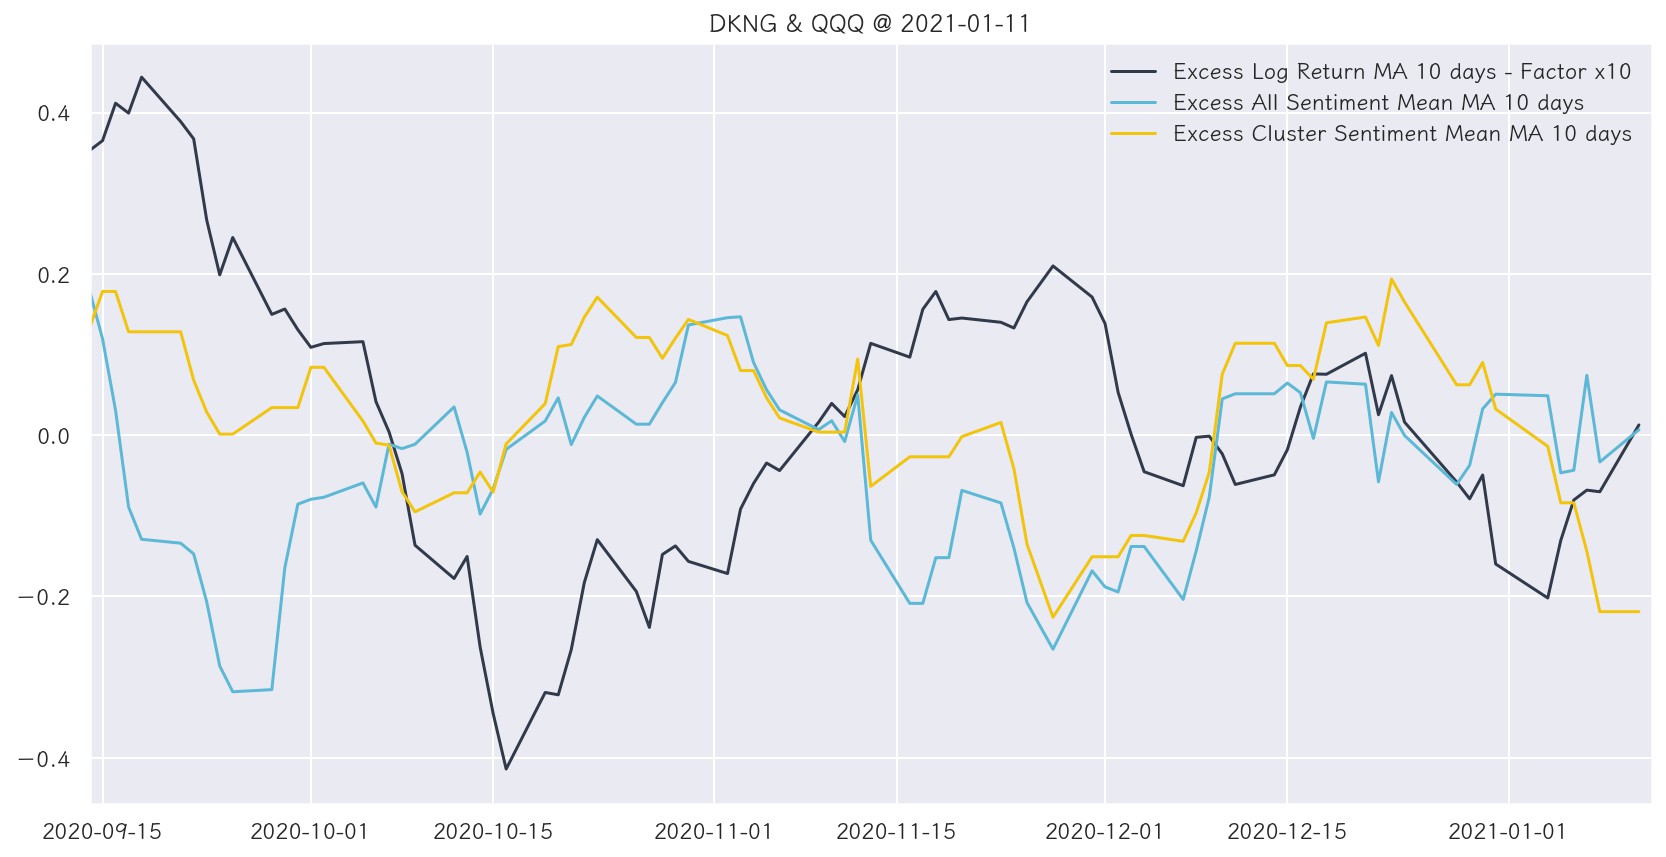 DKNG & QQQ @ 2021-01-11
Excess Log Return MA 10 days - Factor x10
Excess All Sentiment Mean MA 10 days
Excess Cluster Sentiment Mean MA 10 days
0.4
0.2
0.0
−0.2
−0.4
2020-09-15 2020-10-01 2020-10-15 2020-11-01 2020-11-15 2020-12-01 2020-12-15 2021-01-01